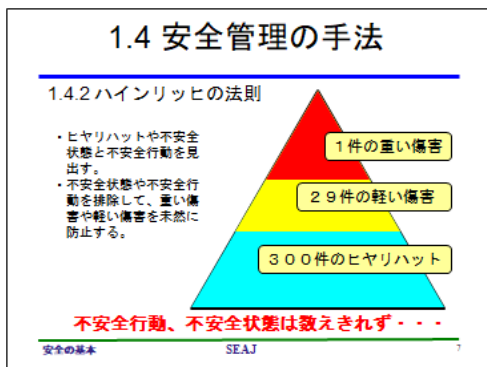 1.4 安全管理の手法
1.4.2 ハインリッヒの法則
・ヒヤリハットや不安全
状態と不安全行動を見
出す。
・不安全状態や不安全行
動を排除して、重い傷
害や軽い傷害を未然に
防止する。
1件の重い傷害
29件の軽い傷害
300件のヒヤリハット
不安全行動、不安全状態は数えきれず・・・
安全の基本
SEAJ
7